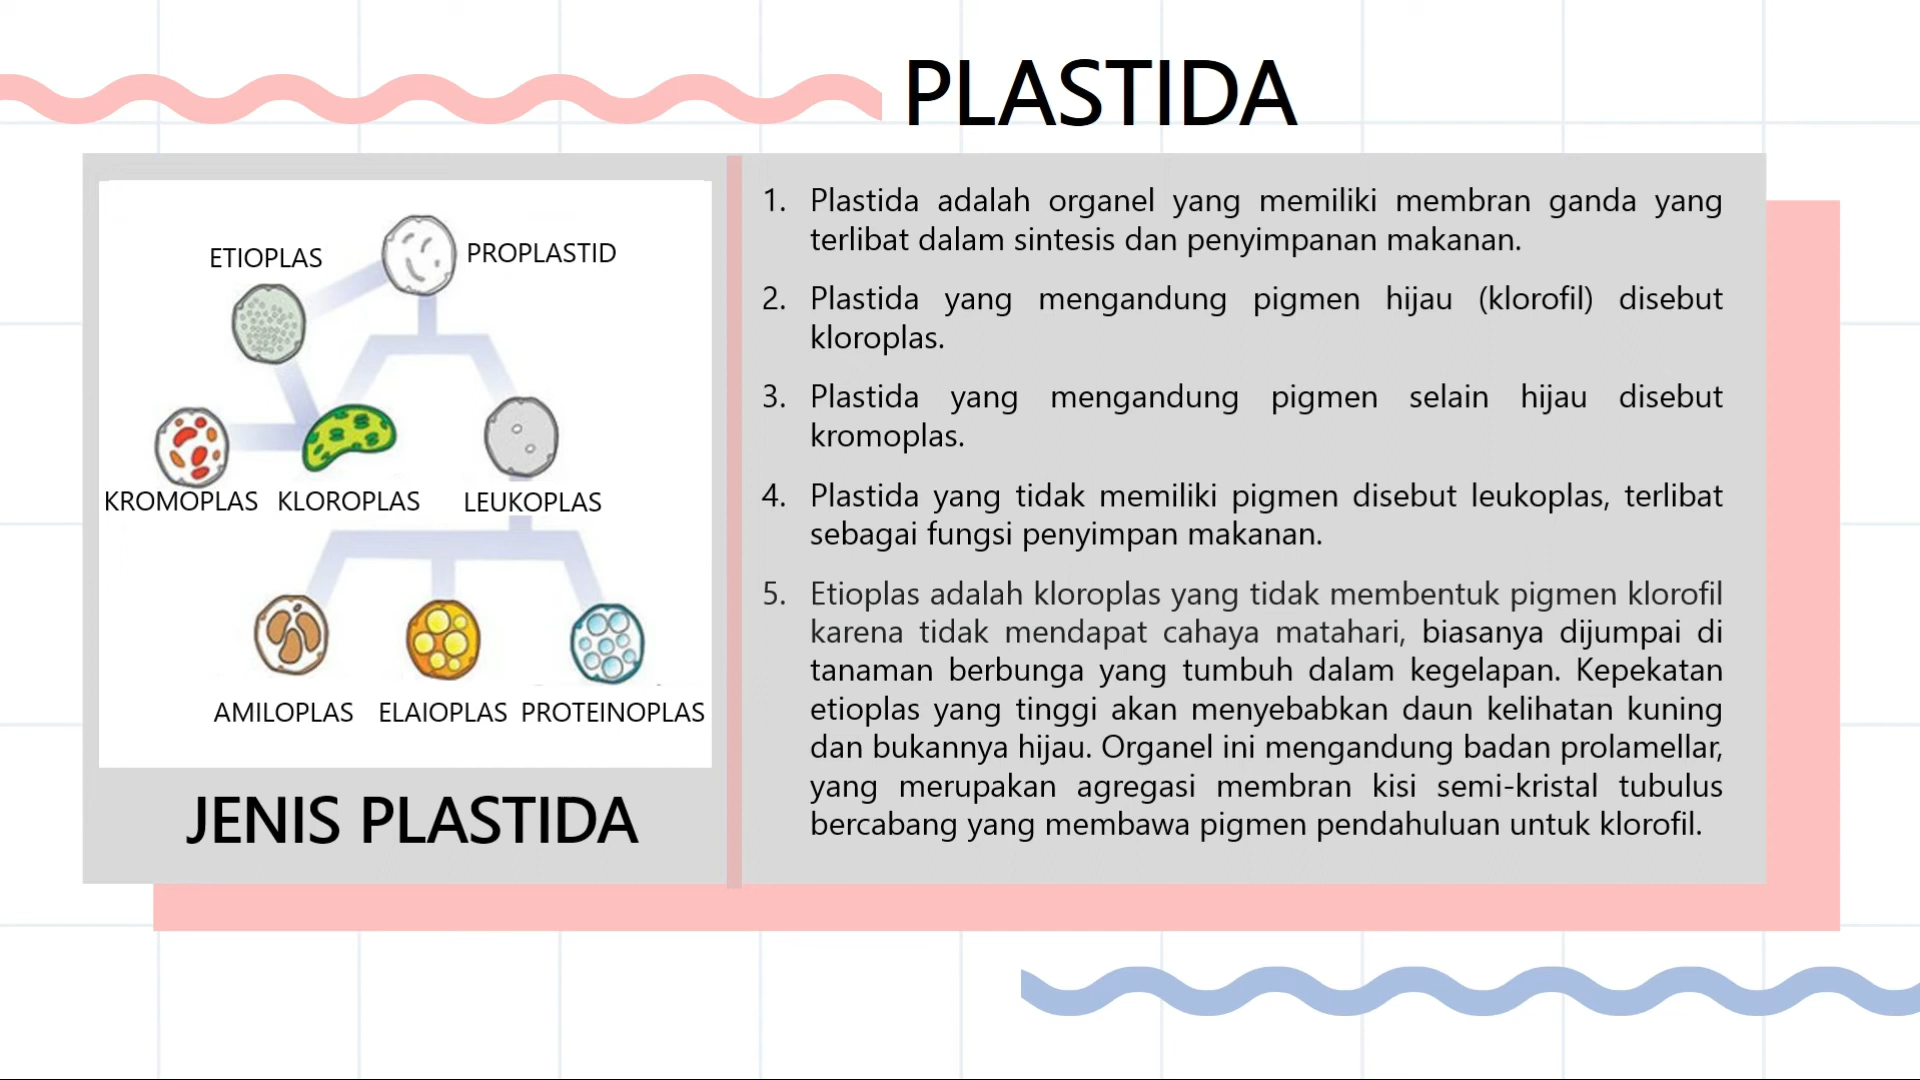 PLASTIDA
ETIOPLAS
PROPLASTID
KROMOPLAS KLOROPLAS LEUKOPLAS
AMILOPLAS ELAIOPLAS PROTEINOPLAS
JENIS PLASTIDA
1. Plastida adalah organel yang memiliki membran ganda yang
terlibat dalam sintesis dan penyimpanan makanan.
2. Plastida yang mengandung pigmen hijau (klorofil) disebut
kloroplas.
3. Plastida yang mengandung pigmen selain hijau disebut
kromoplas.
4. Plastida yang tidak memiliki pigmen disebut leukoplas, terlibat
sebagai fungsi penyimpan makanan.
5. Etioplas adalah kloroplas yang tidak membentuk pigmen klorofil
karena tidak mendapat cahaya matahari, biasanya dijumpai di
tanaman berbunga yang tumbuh dalam kegelapan. Kepekatan
etioplas yang tinggi akan menyebabkan daun kelihatan kuning
dan bukannya hijau. Organel ini mengandung badan prolamellar,
yang merupakan agregasi membran kisi semi-kristal tubulus
bercabang yang membawa pigmen pendahuluan untuk klorofil.